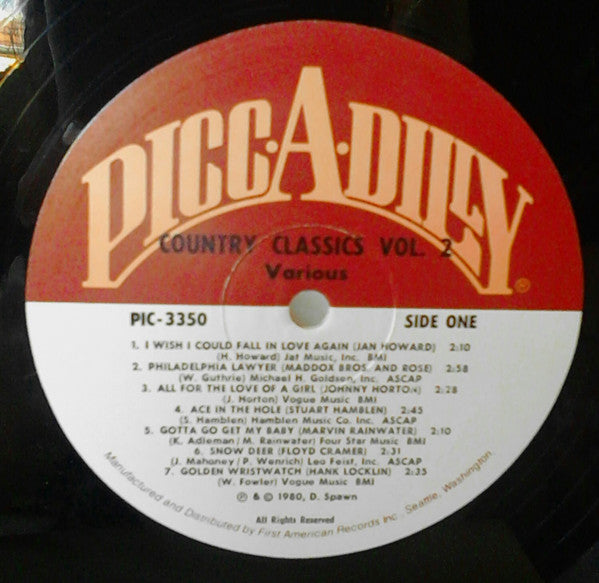 PICC·A·DILLY®
COUNTRY CLASSICS VOL. 2
Various
PIC-3350
SIDE ONE
1. I WISH I COULD FALL IN LOVE AGAIN (JAN HOWARD) 2:10
(H. Howard) Jat Music, Inc. BMI
2. PHILADELPHIA LAWYER (MADDOX BROS. AND ROSE) 2:58
(W. Guthrie) Michael H. Goldsen, Inc. ASCAP
3. ALL FOR THE LOVE OF A GIRL (JOHNNY HORTON) 2:28
(J. Horton) Vogue Music BMI
4. ACE IN THE HOLE (STUART HAMBLEN) 2:45
(S. Hamblen) Hamblen Music Co. Inc. ASCAP
5. GOTTA GO GET MY BABY (MARVIN RAINWATER) 2:10
(K. Adleman/M. Rainwater) Four Star Music BMI
6. SNOW DEER (FLOYD CRAMER) 2:31
(J. Mahoney/P. Wenrich) Leo Feist, Inc. ASCAP
7. GOLDEN WRISTWATCH (HANK LOCKLIN) 2:35
(W. Fowler) Vogue Music BMI
℗ & © 1980, D. Spawn
All Rights Reserved
Manufactured and Distributed by First American Records Inc., Seattle, Washington